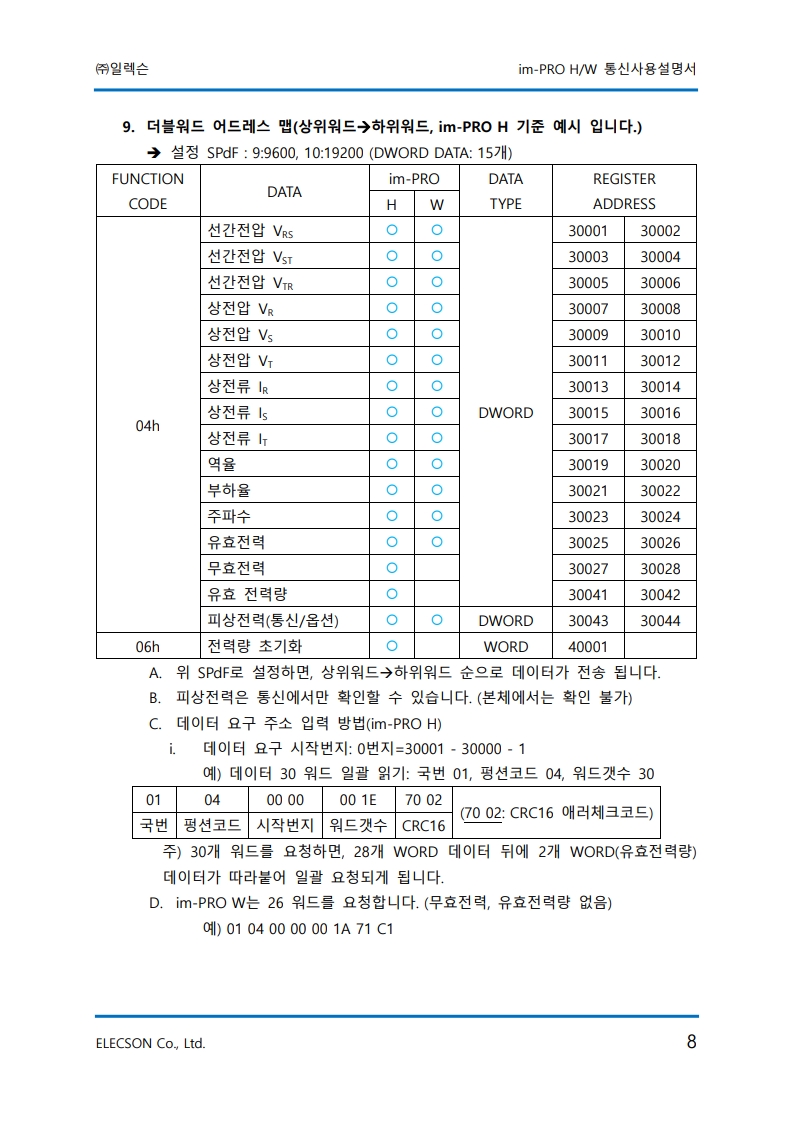 ㈜일렉슨 im-PRO H/W 통신사용설명서
9. 더블워드 어드레스 맵(상위워드→하위워드, im-PRO H 기준 예시 입니다.)
➔ 설정 SPdF : 9:9600, 10:19200 (DWORD DATA: 15개)
FUNCTION CODE DATA im-PRO DATA TYPE REGISTER ADDRESS
H W
선간전압 VRS ○ ○ 30001 30002
선간전압 VST ○ ○ 30003 30004
선간전압 VTR ○ ○ 30005 30006
상전압 VR ○ ○ 30007 30008
상전압 VS ○ ○ 30009 30010
상전압 VT ○ ○ 30011 30012
상전류 IR ○ ○ 30013 30014
04h 상전류 IS ○ ○ DWORD 30015 30016
상전류 IT ○ ○ 30017 30018
역율 ○ ○ 30019 30020
부하율 ○ ○ 30021 30022
주파수 ○ ○ 30023 30024
유효전력 ○ ○ 30025 30026
무효전력 ○ 30027 30028
유효 전력량 ○ 30041 30042
피상전력(통신/옵션) ○ ○ DWORD 30043 30044
06h 전력량 초기화 ○ WORD 40001
A. 위 SPdF로 설정하면, 상위워드→하위워드 순으로 데이터가 전송 됩니다.
B. 피상전력은 통신에서만 확인할 수 있습니다. (본체에서는 확인 불가)
C. 데이터 요구 주소 입력 방법(im-PRO H)
i. 데이터 요구 시작번지: 0번지=30001 - 30000 - 1
예) 데이터 30 워드 일괄 읽기: 국번 01, 펑션코드 04, 워드갯수 30
01 04 00 00 00 1E 70 02 (70 02: CRC16 애러체크코드)
국번 펑션코드 시작번지 워드갯수 CRC16
주) 30개 워드를 요청하면, 28개 WORD 데이터 뒤에 2개 WORD(유효전력량)
데이터가 따라붙어 일괄 요청되게 됩니다.
D. im-PRO W는 26 워드를 요청합니다. (무효전력, 유효전력량 없음)
예) 01 04 00 00 00 1A 71 C1
ELECSON Co., Ltd. 8